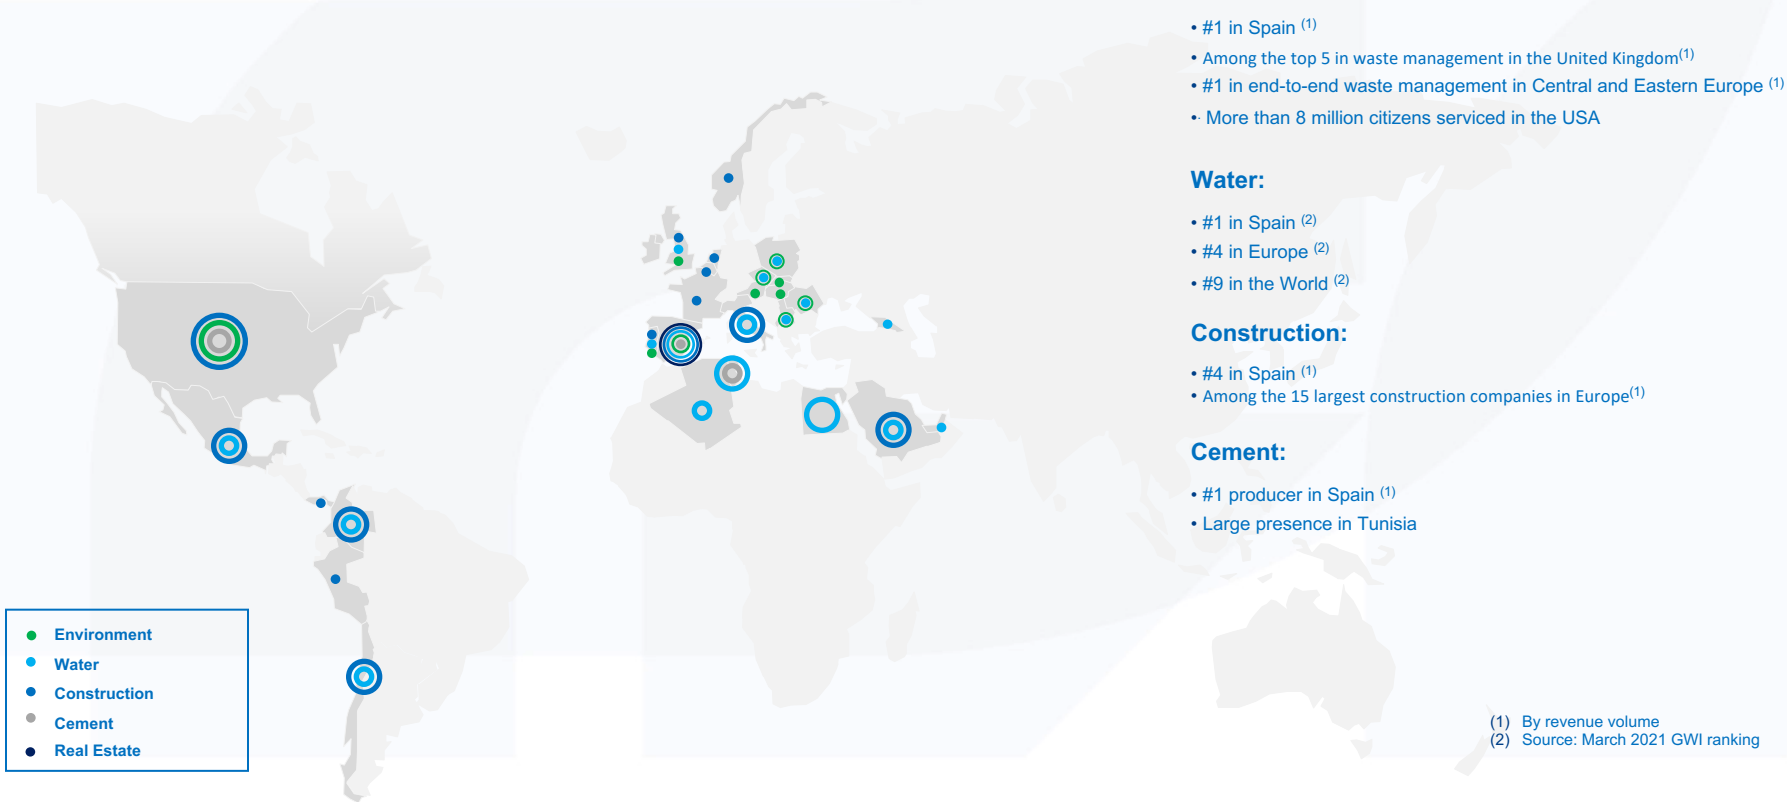 • #1 in Spain (1)
• Among the top 5 in waste management in the United Kingdom(1)
• #1 in end-to-end waste management in Central and Eastern Europe (1)
•· More than 8 million citizens serviced in the USA
Water:
• #1 in Spain (2)
• #4 in Europe (2)
• #9 in the World (2)
Construction:
• #4 in Spain (1)
• Among the 15 largest construction companies in Europe(1)
Cement:
• #1 producer in Spain (1)
• Large presence in Tunisia
Environment
Water
Construction
Cement
Real Estate
(1) By revenue volume
(2) Source: March 2021 GWI ranking